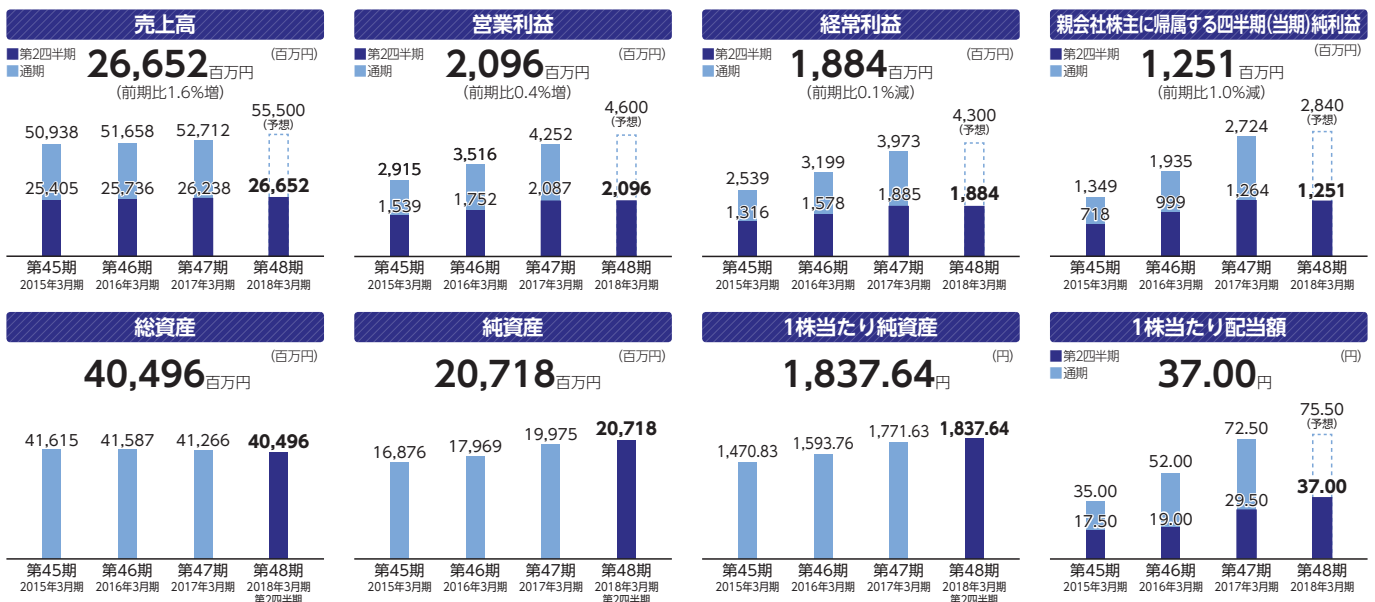 売上高
■第2四半期
■通期
(百万円)
26,652百万円
(前期比1.6%増)
50,938
51,658
52,712
55,500
(予想)
25,405
25,736
26,238
26,652
第45期
第46期
第47期
第48期
2015年3月期
2016年3月期
2017年3月期
2018年3月期
営業利益
■第2四半期
■通期
(百万円)
2,096百万円
(前期比0.4%増)
2,915
3,516
4,252
4,600
(予想)
1,539
1,752
2,087
2,096
第45期
第46期
第47期
第48期
2015年3月期
2016年3月期
2017年3月期
2018年3月期
経常利益
■第2四半期
■通期
(百万円)
1,884百万円
(前期比0.1%減)
2,539
3,199
3,973
4,300
(予想)
1,316
1,578
1,885
1,884
第45期
第46期
第47期
第48期
2015年3月期
2016年3月期
2017年3月期
2018年3月期
親会社株主に帰属する四半期(当期)純利益
■第2四半期
■通期
(百万円)
1,251百万円
(前期比1.0%減)
1,349
1,935
2,724
2,840
(予想)
718
999
1,264
1,251
第45期
第46期
第47期
第48期
2015年3月期
2016年3月期
2017年3月期
2018年3月期
総資産
(百万円)
40,496百万円
41,615
41,587
41,266
40,496
第45期
第46期
第47期
第48期
2015年3月期
2016年3月期
2017年3月期
2018年3月期
第2四半期
純資産
(百万円)
20,718百万円
16,876
17,969
19,975
20,718
第45期
第46期
第47期
第48期
2015年3月期
2016年3月期
2017年3月期
2018年3月期
第2四半期
1株当たり純資産
(円)
1,837.64円
1,470.83
1,593.76
1,771.63
1,837.64
第45期
第46期
第47期
第48期
2015年3月期
2016年3月期
2017年3月期
2018年3月期
第2四半期
1株当たり配当額
■第2四半期
■通期
(円)
37.00円
35.00
52.00
72.50
75.50
(予想)
17.50
19.00
29.50
37.00
第45期
第46期
第47期
第48期
2015年3月期
2016年3月期
2017年3月期
2018年3月期